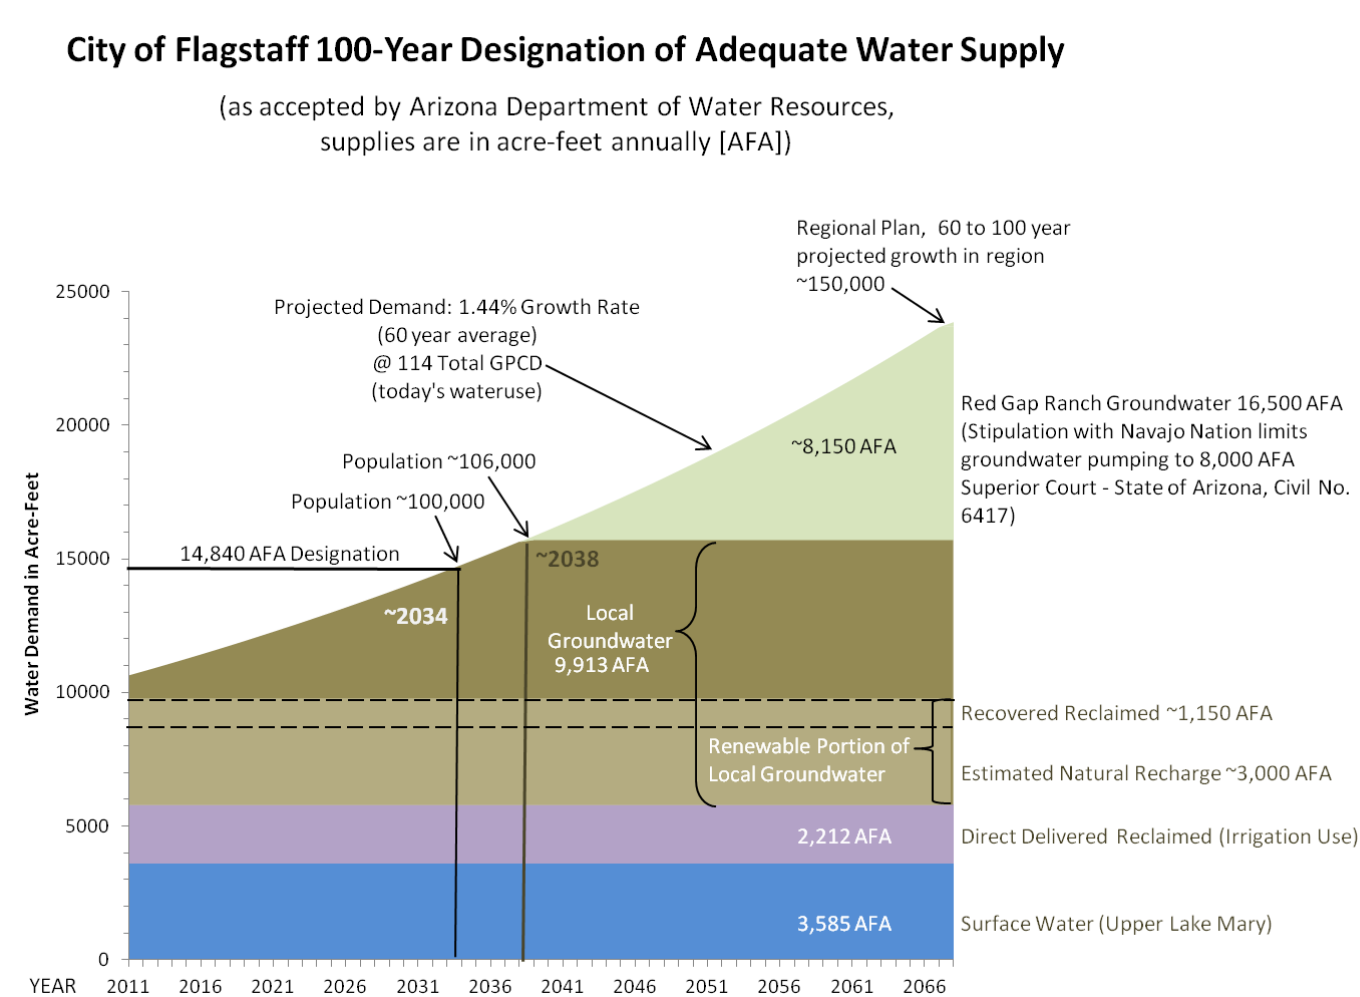 City of Flagstaff 100-Year Designation of Adequate Water Supply
(as accepted by Arizona Department of Water Resources,
supplies are in acre-feet annually [AFA])
Regional Plan, 60 to 100 year
projected growth in region
~150,000
Projected Demand: 1.44% Growth Rate
(60 year average)
@ 114 Total GPCD
(today's wateruse)
Population ~106,000
Population ~100,000
14,840 AFA Designation
~2034
~2038
~8,150 AFA
Red Gap Ranch Groundwater 16,500 AFA
(Stipulation with Navajo Nation limits
groundwater pumping to 8,000 AFA
Superior Court - State of Arizona, Civil No.
6417)
Local
Groundwater
9,913 AFA
Renewable Portion of
Local Groundwater
Recovered Reclaimed ~1,150 AFA
Estimated Natural Recharge ~3,000 AFA
2,212 AFA
Direct Delivered Reclaimed (Irrigation Use)
3,585 AFA
Surface Water (Upper Lake Mary)
Water Demand in Acre-Feet
25000
20000
15000
10000
5000
0
YEAR 2011 2016 2021 2026 2031 2036 2041 2046 2051 2056 2061 2066